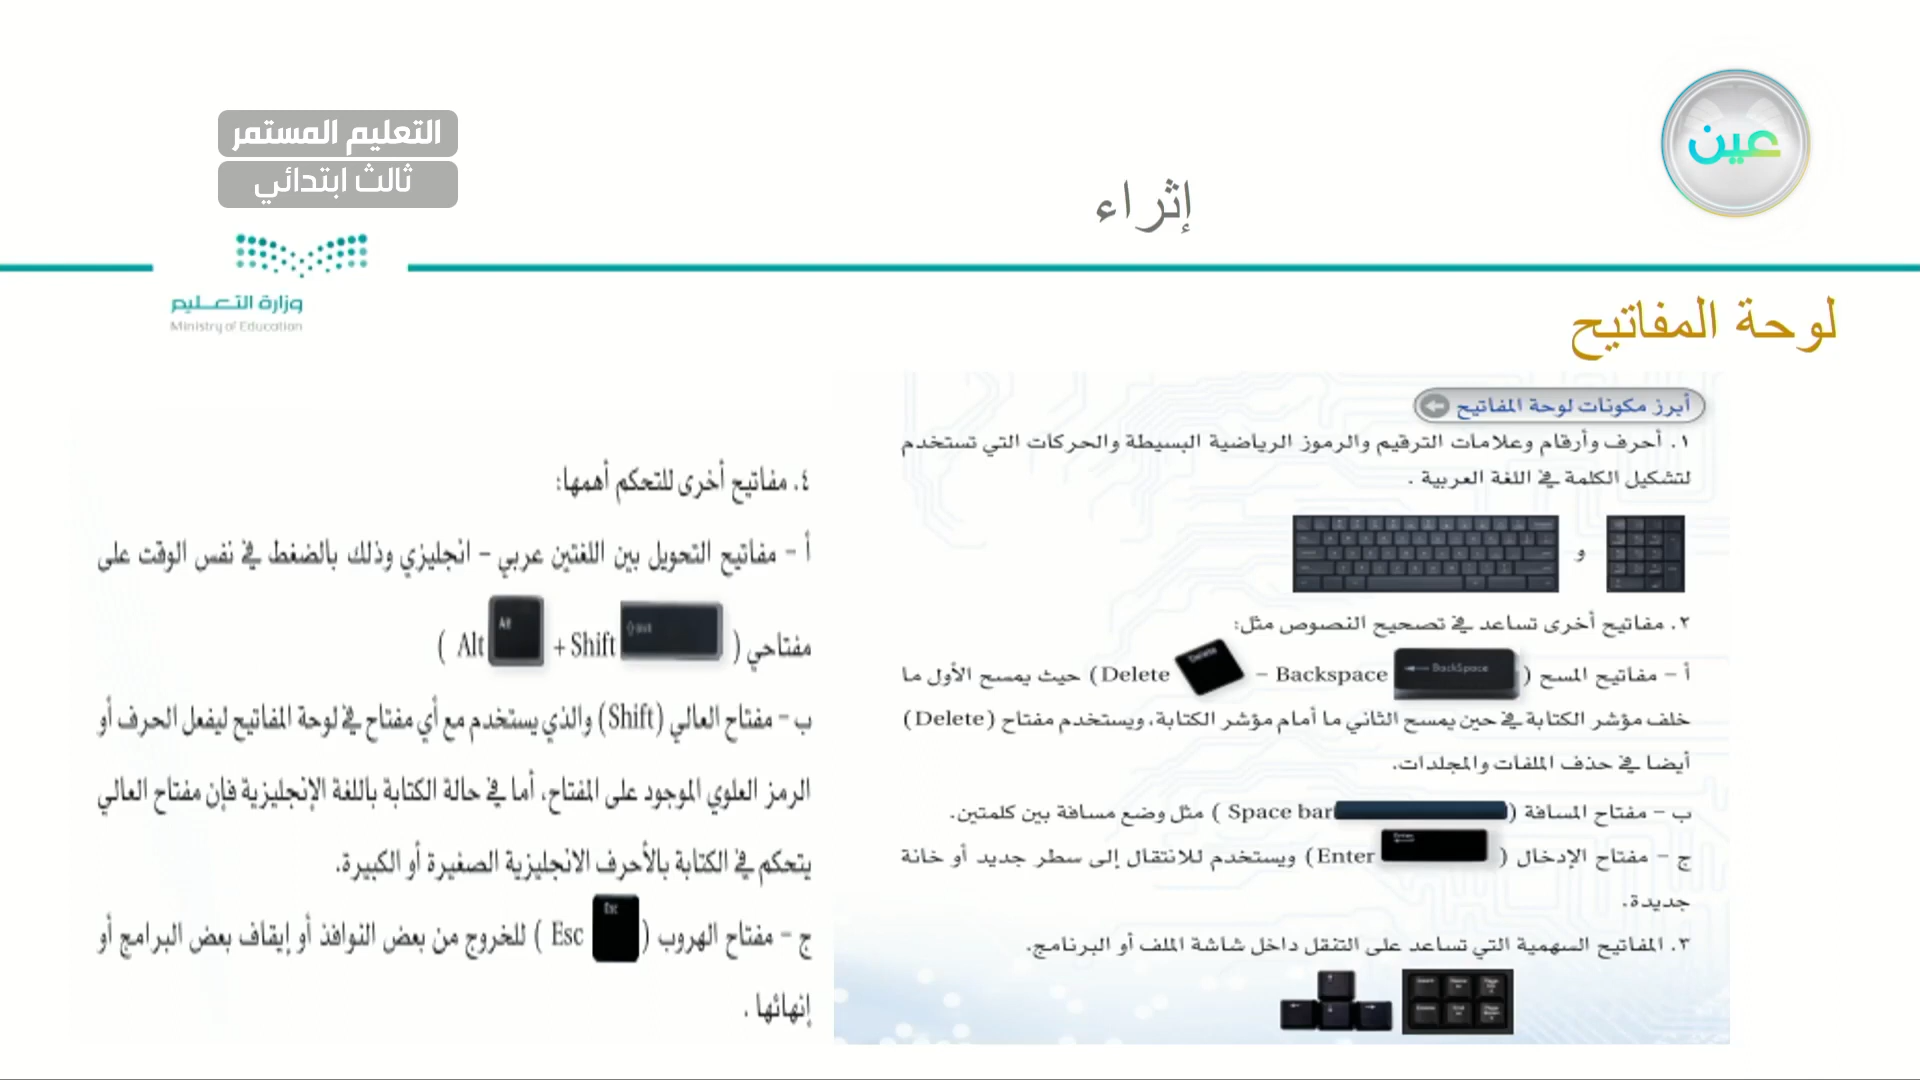 عين
التعليم المستمر
ثالث ابتدائي
إثراء
وزارة التعليم
Ministry of Education
لوحة المفاتيح
أبرز مكونات لوحة المفاتيح
١. أحرف وأرقام وعلامات الترقيم والرموز الرياضية البسيطة والحركات التي تستخدم
لتشكيل الكلمة في اللغة العربية .
و
٢. مفاتيح أخرى تساعد في تصحيح النصوص مثل:
أ – مفاتيح المسح ( BackSpace Backspace – Delete Delete) حيث يمسح الأول ما
خلف مؤشر الكتابة في حين يمسح الثاني ما أمام مؤشر الكتابة، ويستخدم مفتاح (Delete)
أيضا في حذف الملفات والمجلدات.
ب – مفتاح المسافة ( Space bar ) مثل وضع مسافة بين كلمتين.
ج – مفتاح الإدخال ( Enter Enter) ويستخدم للانتقال إلى سطر جديد أو خانة
جديدة.
٣. المفاتيح السهمية التي تساعد على التنقل داخل شاشة الملف أو البرنامج.
٤. مفاتيح أخرى للتحكم أهمها:
أ – مفاتيح التحويل بين اللغتين عربي – انجليزي وذلك بالضغط في نفس الوقت على
مفتاحي ( Shift Shift + Alt Alt )
ب – مفتاح العالي (Shift) والذي يستخدم مع أي مفتاح في لوحة المفاتيح ليفعل الحرف أو
الرمز العلوي الموجود على المفتاح، أما في حالة الكتابة باللغة الإنجليزية فإن مفتاح العالي
يتحكم في الكتابة بالأحرف الانجليزية الصغيرة أو الكبيرة.
ج – مفتاح الهروب ( Esc Esc ) للخروج من بعض النوافذ أو إيقاف بعض البرامج أو
إنهائها .